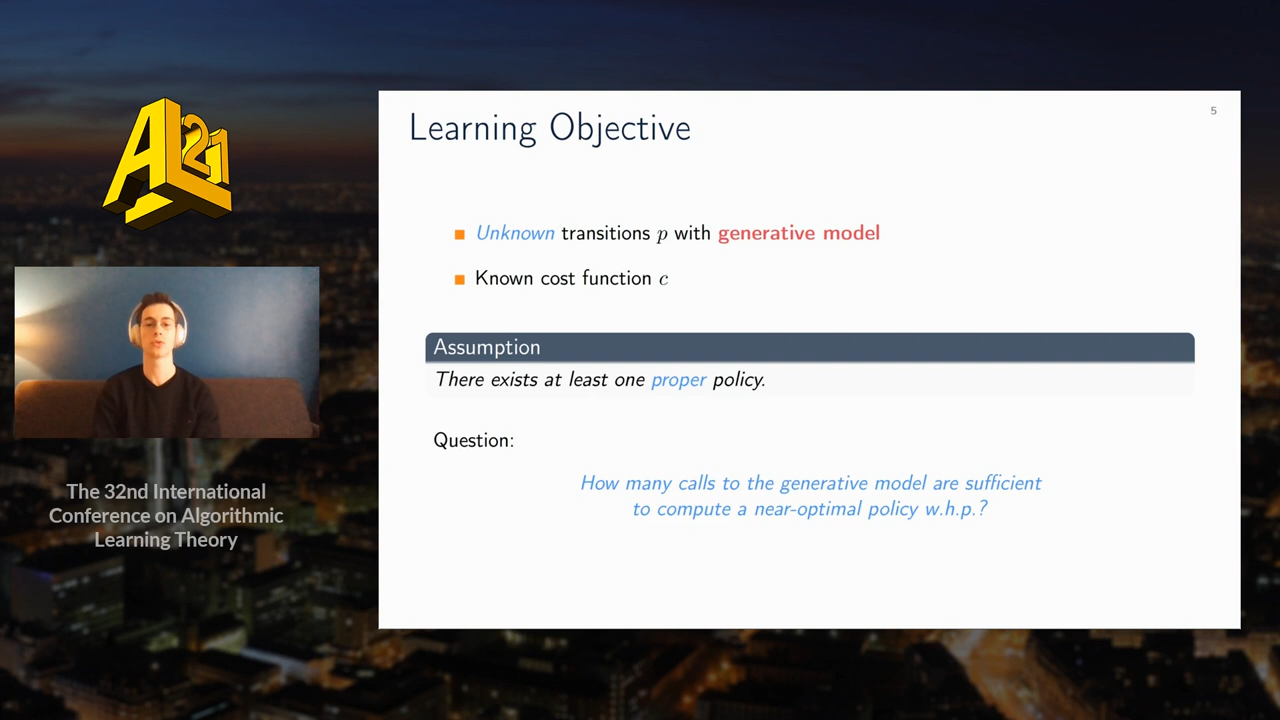 AL
21
The 32nd International
Conference on Algorithmic
Learning Theory
5
Learning Objective
Unknown transitions p with generative model
Known cost function c
Assumption
There exists at least one proper policy.
Question:
How many calls to the generative model are sufficient
to compute a near-optimal policy w.h.p.?